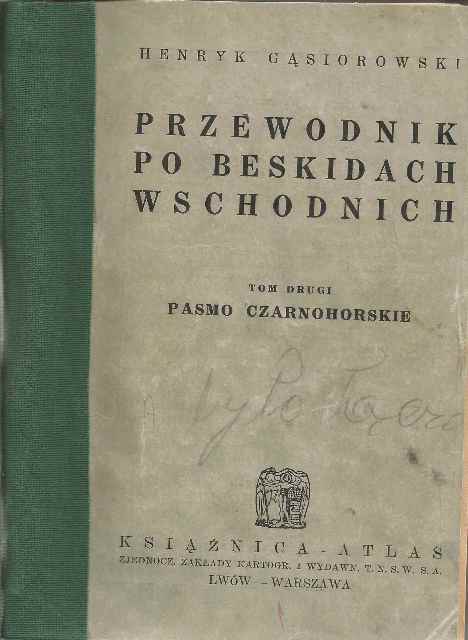 HENRYK GĄSIOROWSKI
PRZEWODNIK
PO BESKIDACH
WSCHODNICH
TOM DRUGI
PASMO CZARNOHORSKIE
KSIĄŻNICA-ATLAS
ZJEDNOCZ. ZAKŁADY KARTOGR. I WYDAWN. T. N. S. W. S. A.
LWÓW — WARSZAWA